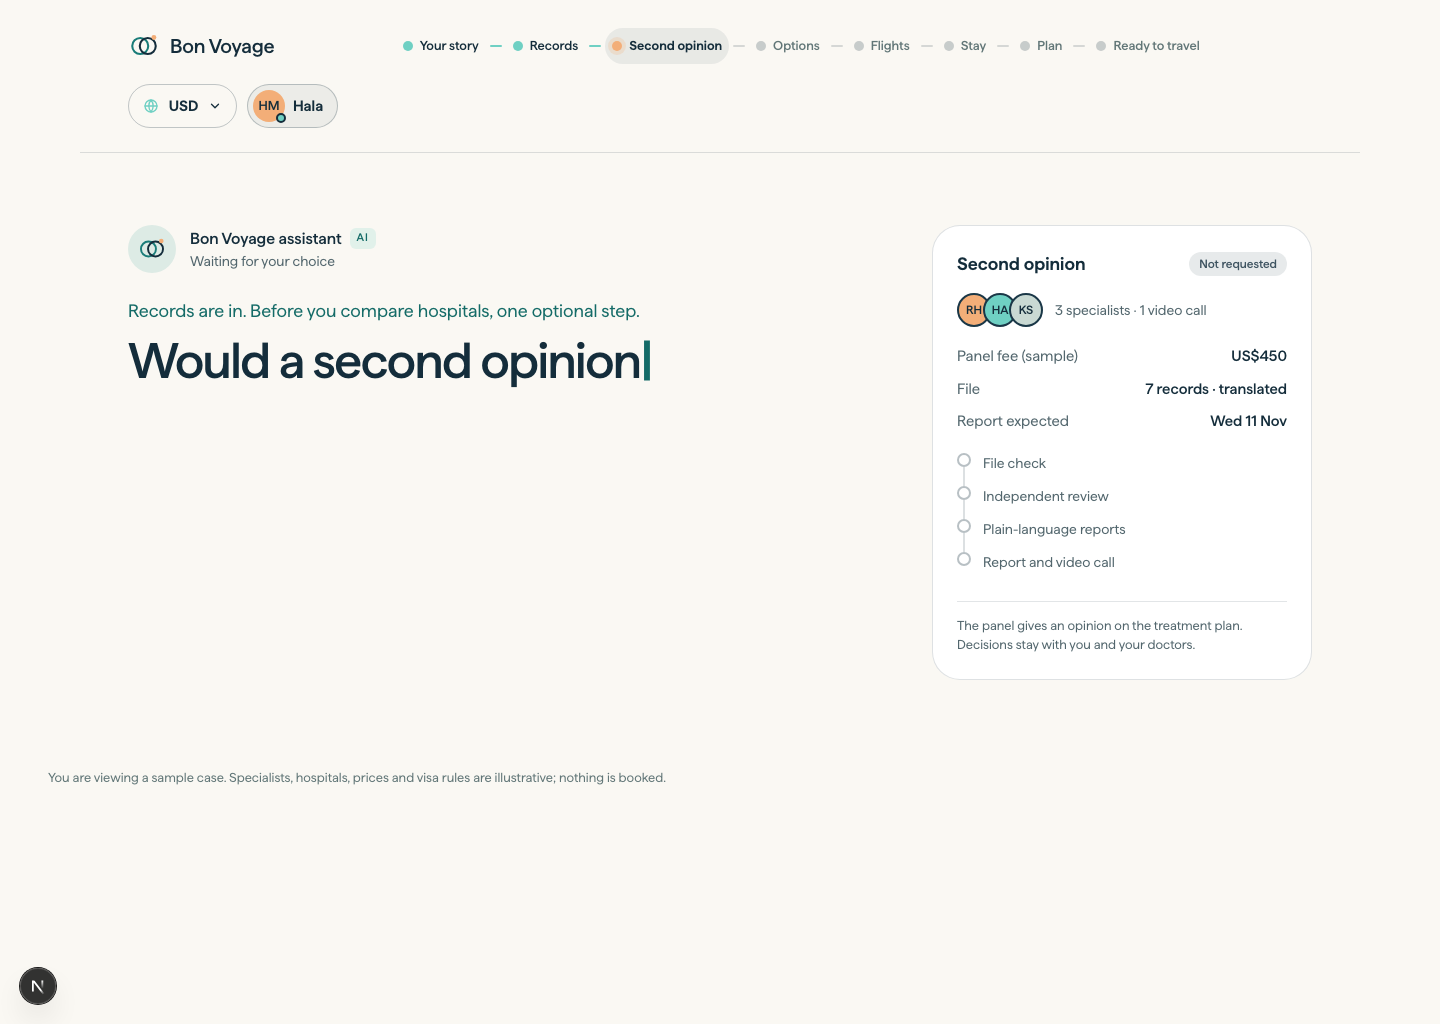 Bon Voyage
Your story
Records
Second opinion
Options
Flights
Stay
Plan
Ready to travel
USD
HM
Hala
Bon Voyage assistant
AI
Waiting for your choice
Records are in. Before you compare hospitals, one optional step.
Would a second opinion
Second opinion
Not requested
RH
HA
KS
3 specialists · 1 video call
Panel fee (sample)
US$450
File
7 records · translated
Report expected
Wed 11 Nov
File check
Independent review
Plain-language reports
Report and video call
The panel gives an opinion on the treatment plan.
Decisions stay with you and your doctors.
You are viewing a sample case. Specialists, hospitals, prices and visa rules are illustrative; nothing is booked.
N